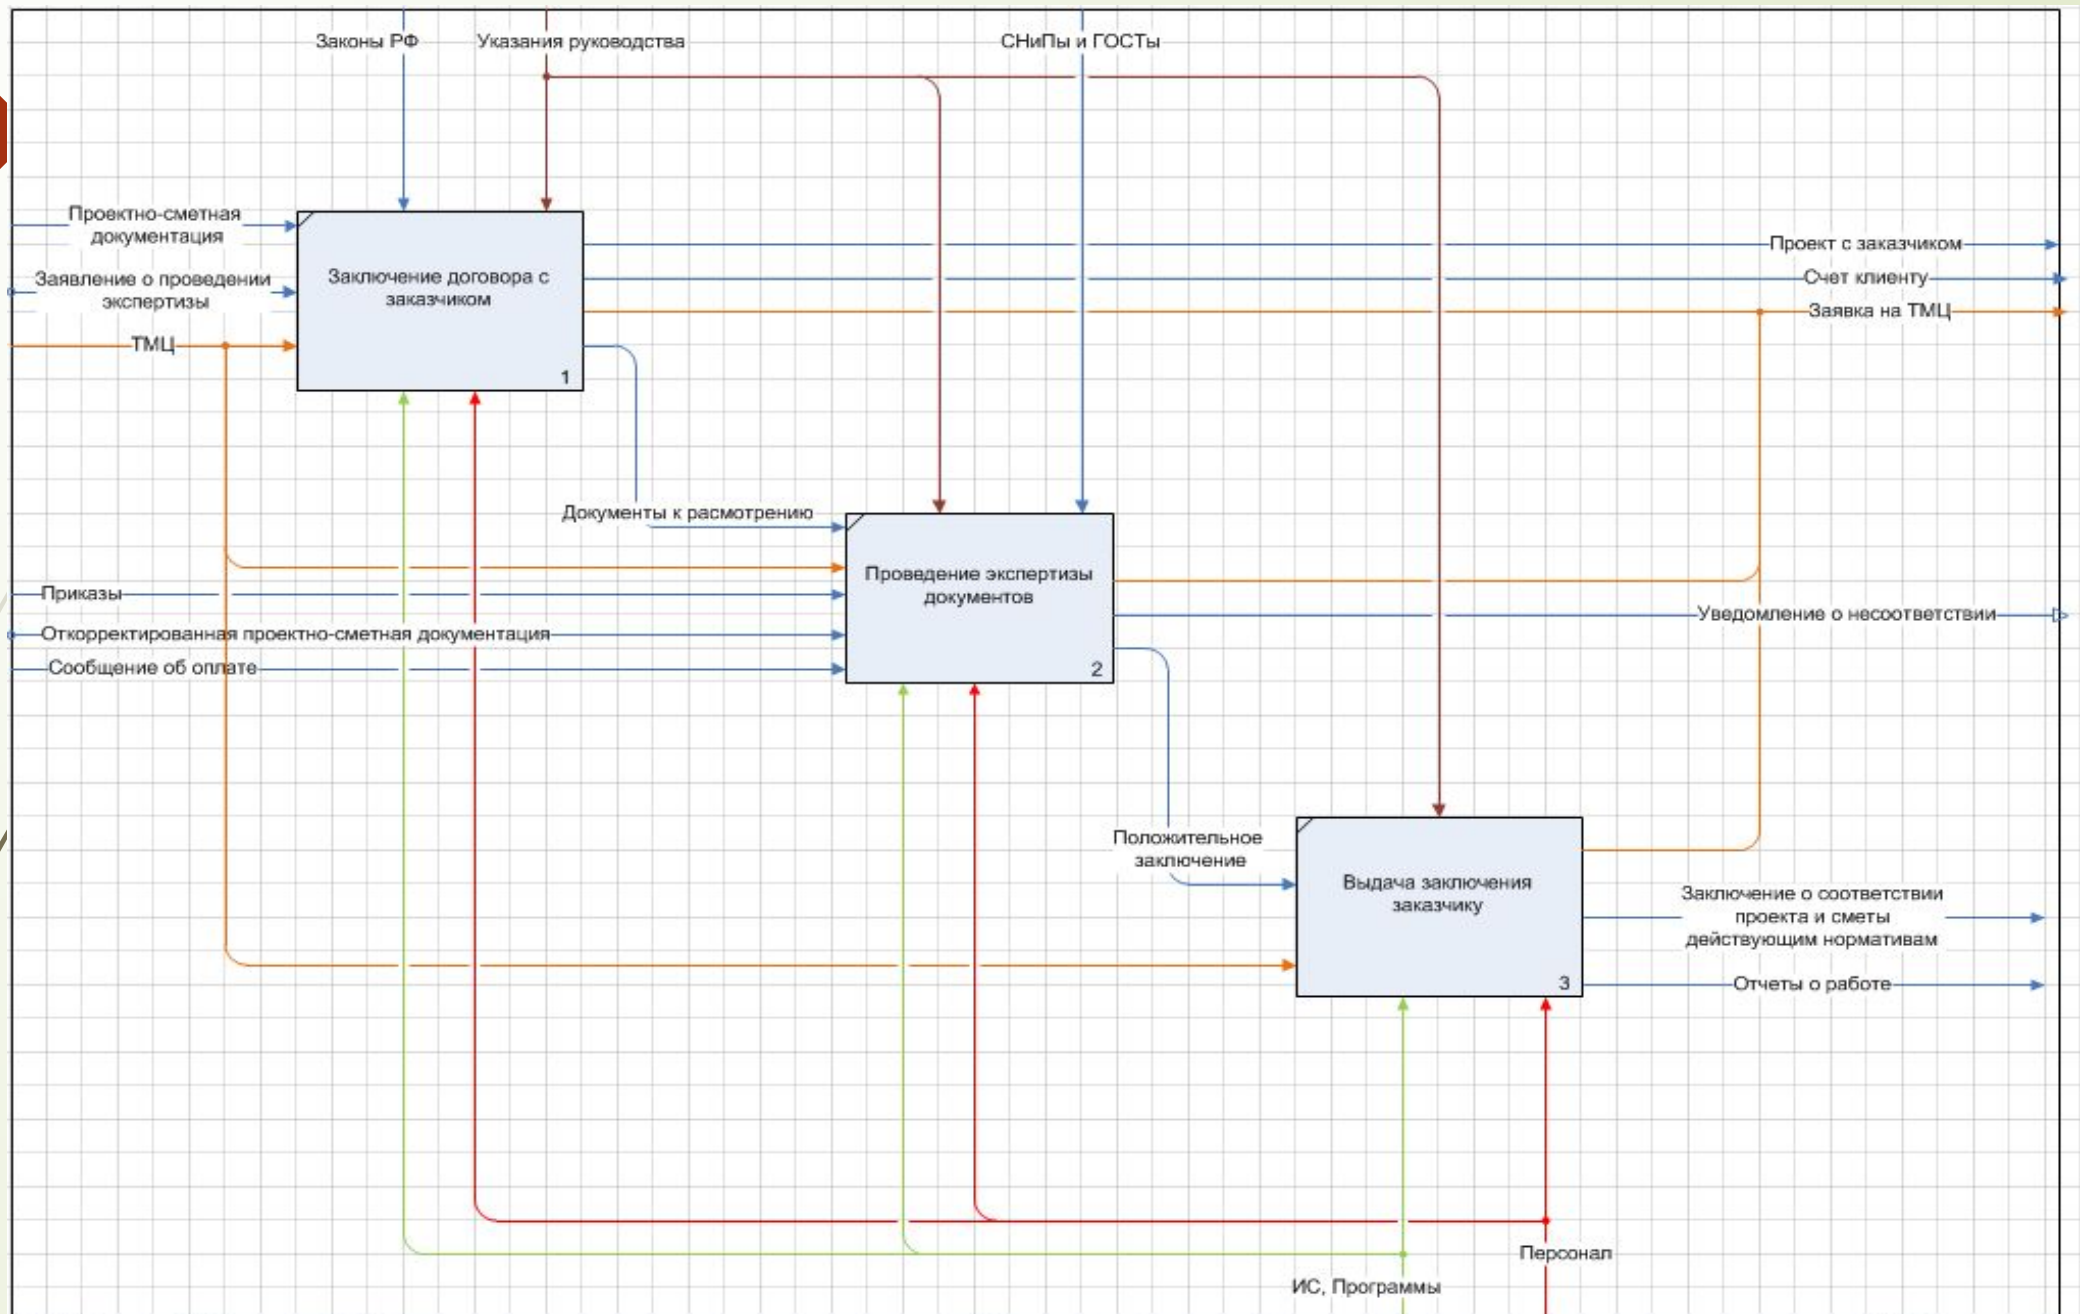 Законы РФ
Указания руководства
СНиПы и ГОСТы
Проектно-сметная
документация
Заявление о проведении
экспертизы
ТМЦ
Заключение договора с
заказчиком
1
Проект с заказчиком
Счет клиенту
Заявка на ТМЦ
Документы к расмотрению
Приказы
Откорректированная проектно-сметная документация
Сообщение об оплате
Проведение экспертизы
документов
2
Уведомление о несоответствии
Положительное
заключение
Выдача заключения
заказчику
3
Заключение о соответствии
проекта и сметы
действующим нормативам
Отчеты о работе
Персонал
ИС, Программы